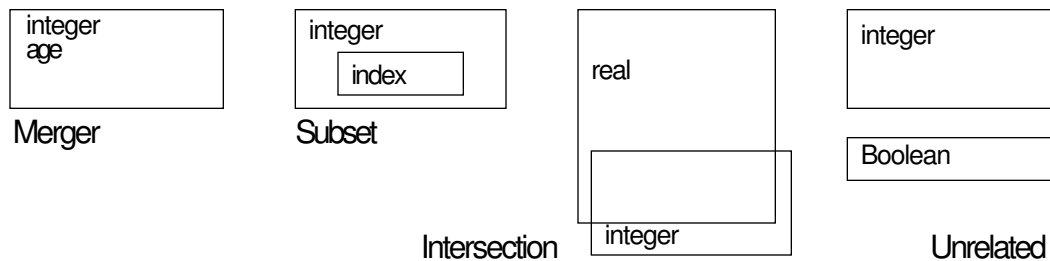 integer
age
Merger
integer
index
Subset
real
integer
Intersection
integer
Boolean
Unrelated